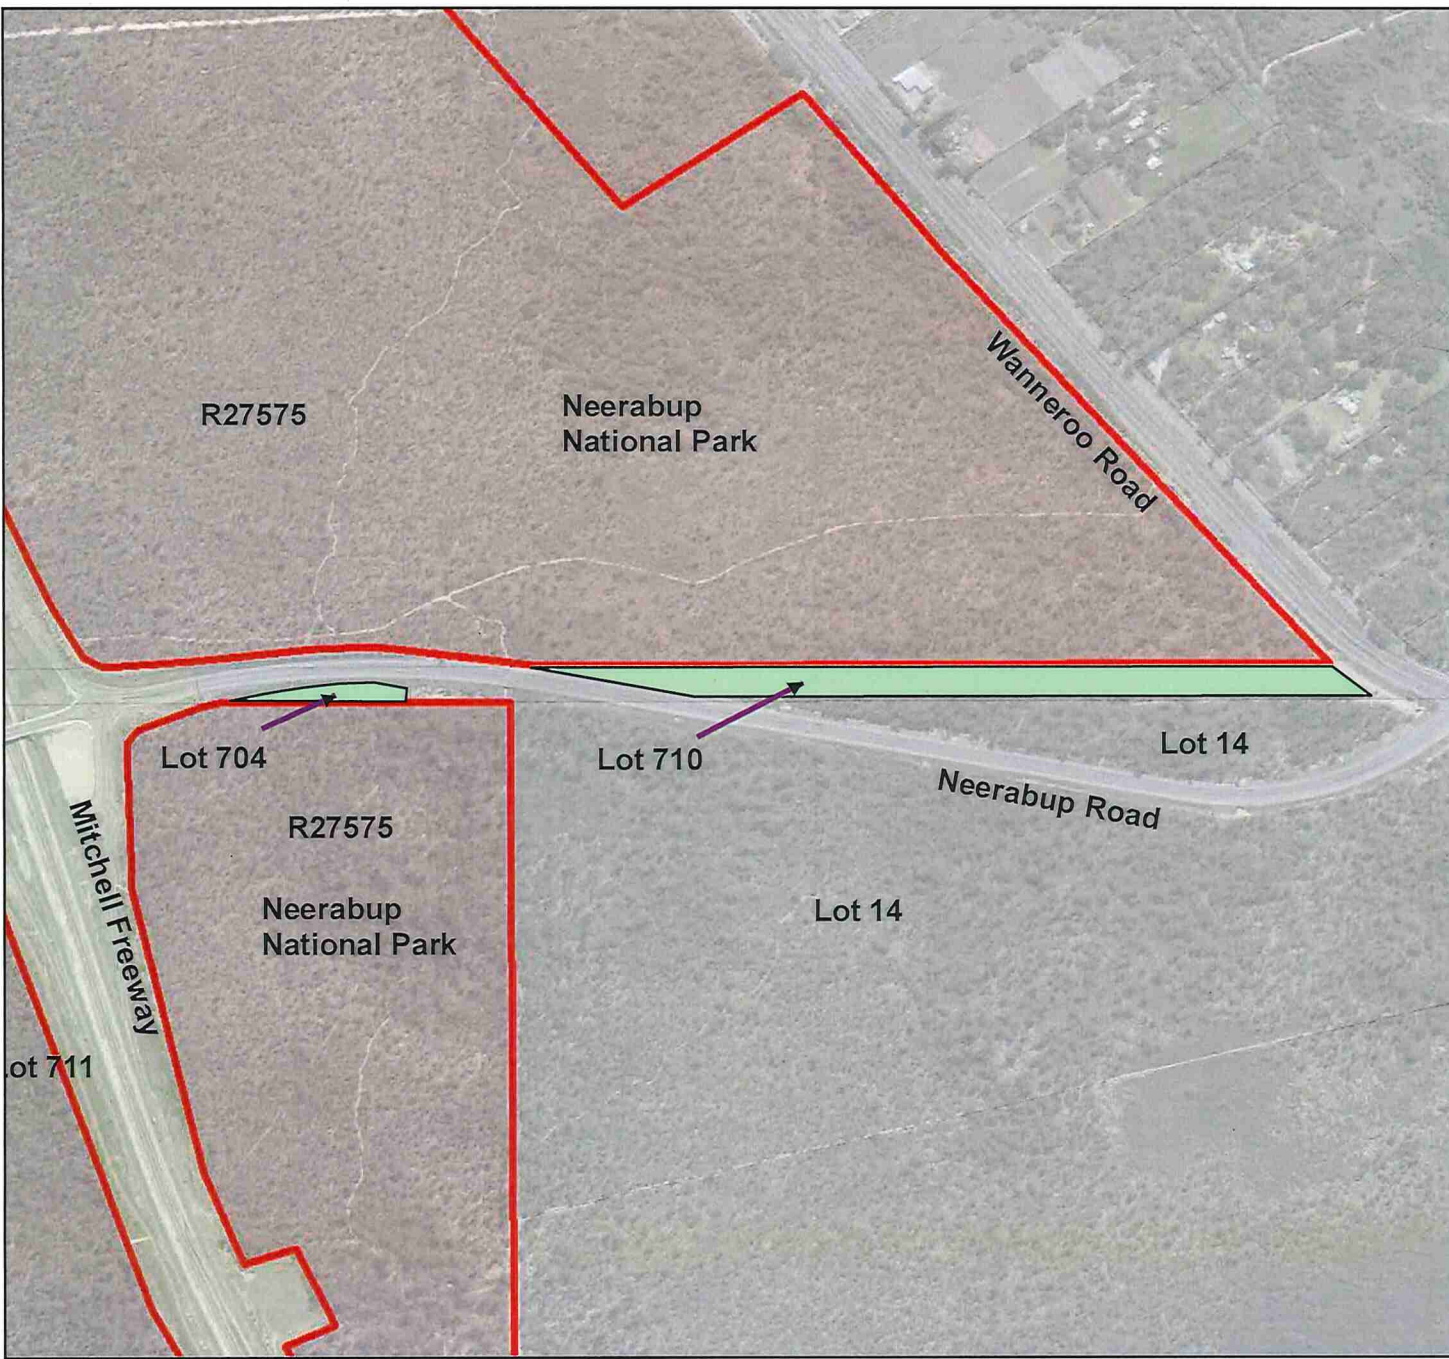 Wanneroo Road
R27575
Neerabup
National Park
Lot 704
Lot 710
Lot 14
Neerabup Road
Mitchell Freeway
R27575
Neerabup
National Park
Lot 14
ot 711